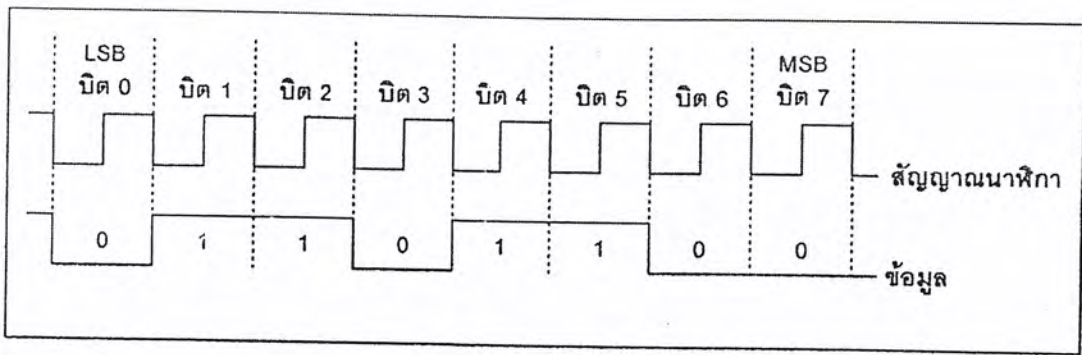 LSB MSB
บิต 0 บิต 1 บิต 2 บิต 3 บิต 4 บิต 5 บิต 6 บิต 7
สัญญาณนาฬิกา
0 1 1 0 1 1 0 0
ข้อมูล